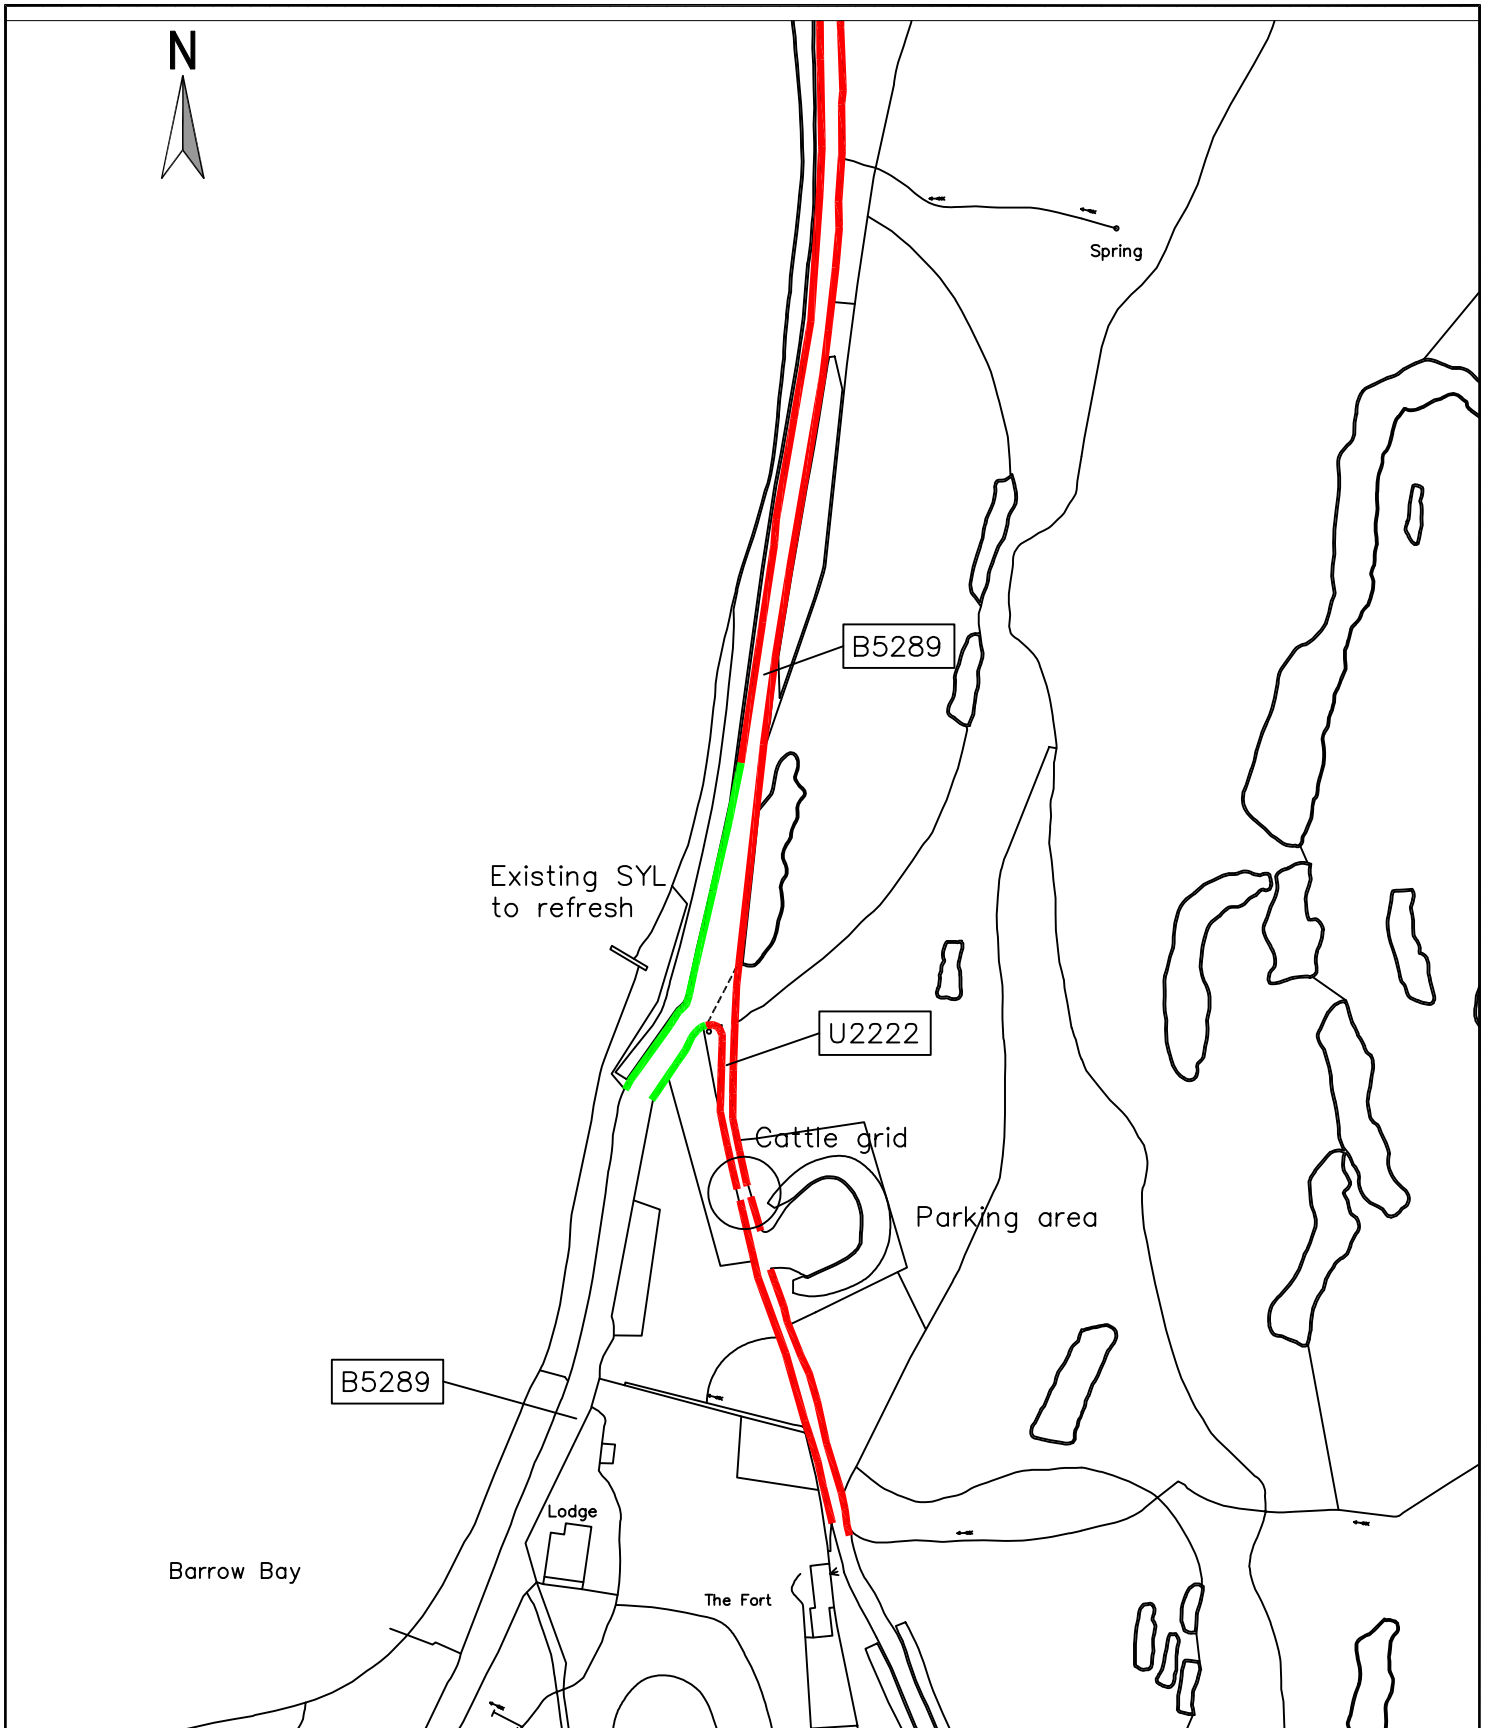 N
Spring
B5289
Existing SYL
to refresh
U2222
Cattle grid
Parking area
B5289
Lodge
Barrow Bay
The Fort